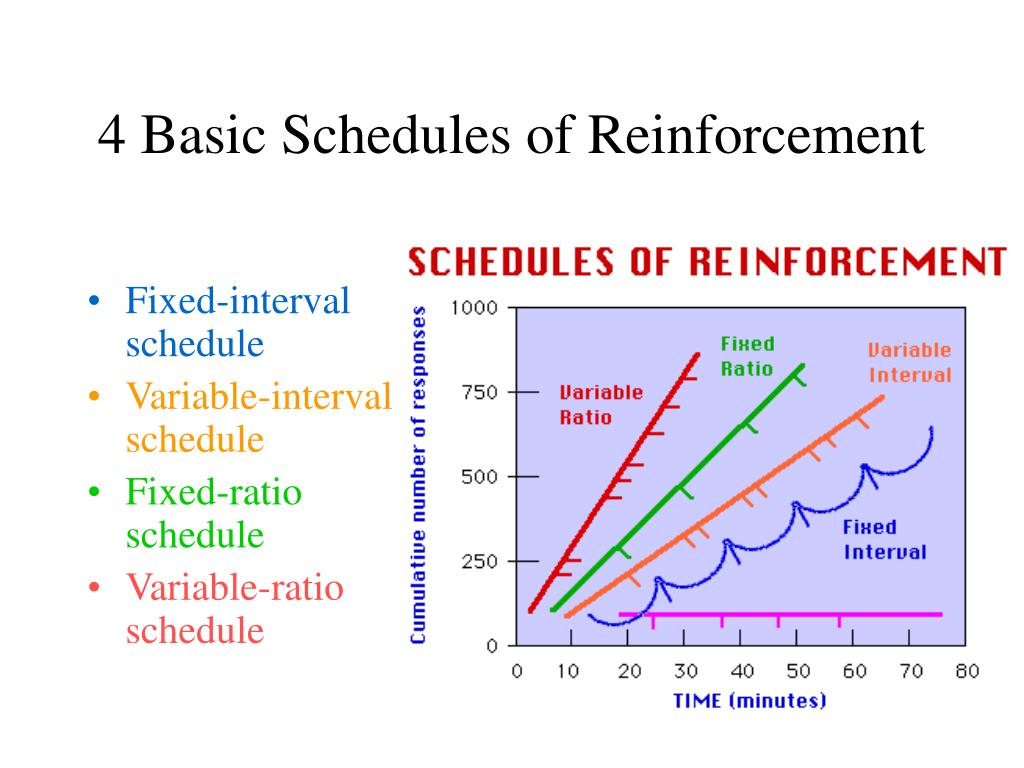 4 Basic Schedules of Reinforcement
• Fixed-interval
schedule
• Variable-interval
schedule
• Fixed-ratio
schedule
• Variable-ratio
schedule
SCHEDULES OF REINFORCEMENT
Cumulative number of responses
1000
750
500
250
0
Variable
Ratio
Fixed
Ratio
Variable
Interval
Fixed
Interval
0 10 20 30 40 50 60 70 80
TIME (minutes)